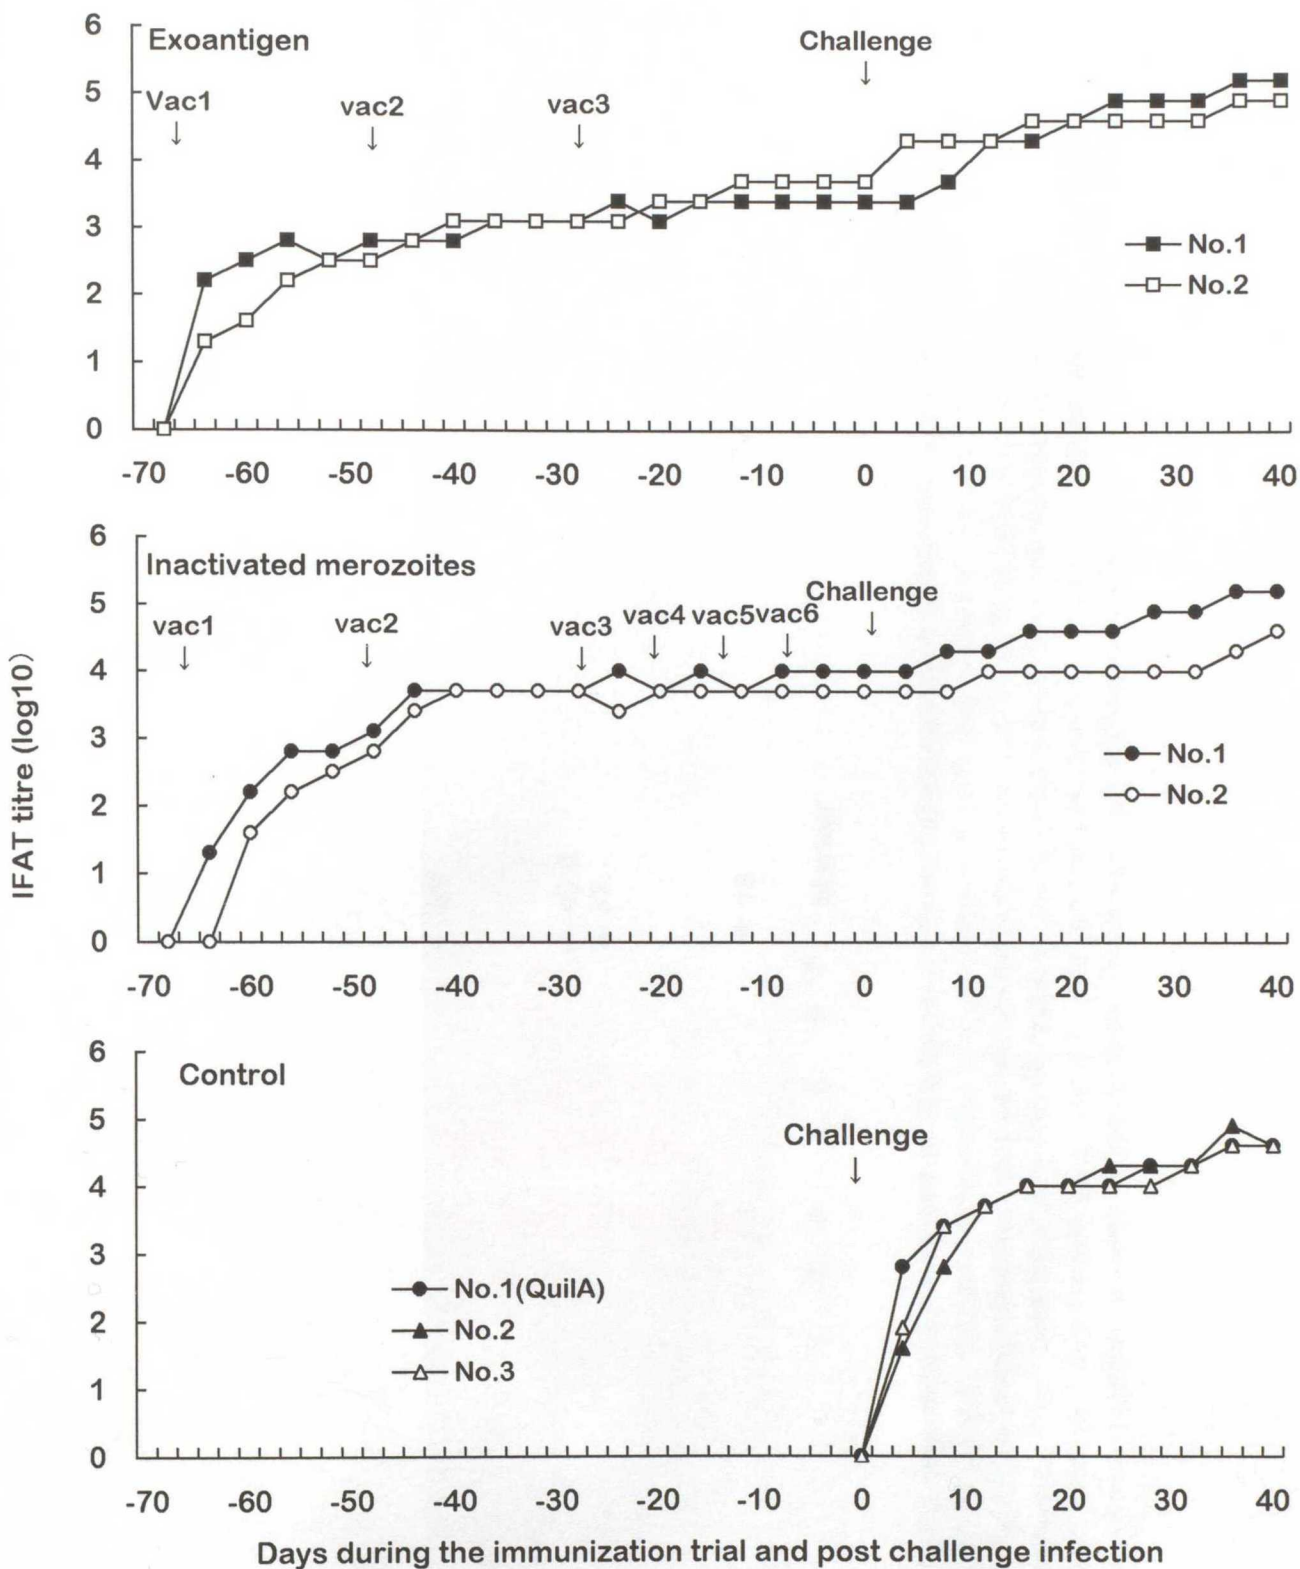 6
Exoantigen
Challenge
5
Vac1
vac2
vac3
4
3
No.1
2
No.2
1
0
-70 -60 -50 -40 -30 -20 -10 0 10 20 30 40
6
Inactivated merozoites
5
Challenge
vac1
vac2
vac3
vac4
vac5
vac6
4
3
No.1
2
No.2
1
0
-70 -60 -50 -40 -30 -20 -10 0 10 20 30 40
IFAT titre (log10)
6
Control
5
Challenge
4
3
No.1(QuilA)
2
No.2
No.3
1
0
-70 -60 -50 -40 -30 -20 -10 0 10 20 30 40
Days during the immunization trial and post challenge infection